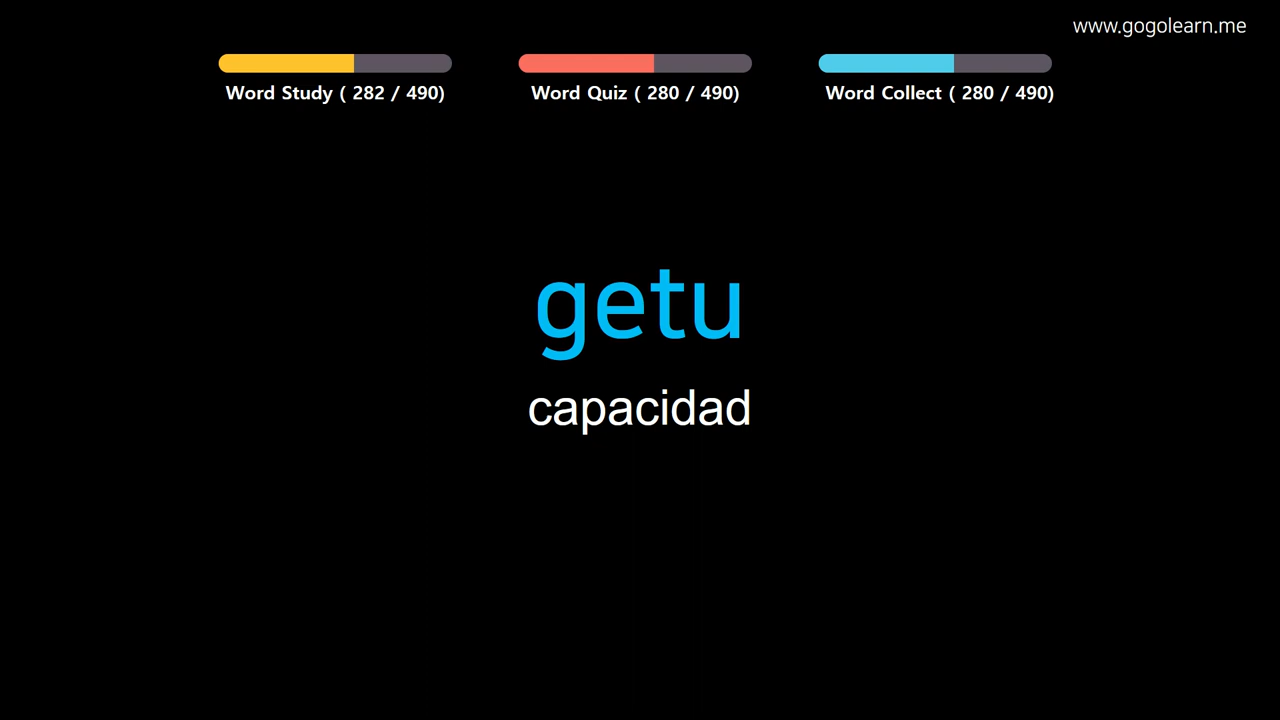 www.gogolearn.me
Word Study ( 282 / 490)
Word Quiz ( 280 / 490)
Word Collect ( 280 / 490)
getu
capacidad